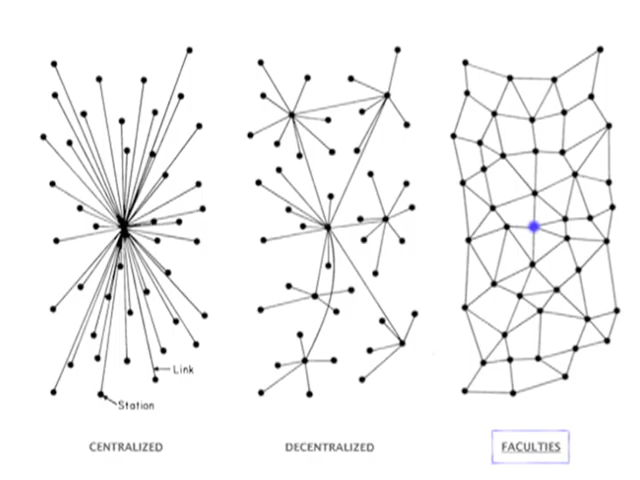 Link
Station
CENTRALIZED
DECENTRALIZED
FACULTIES